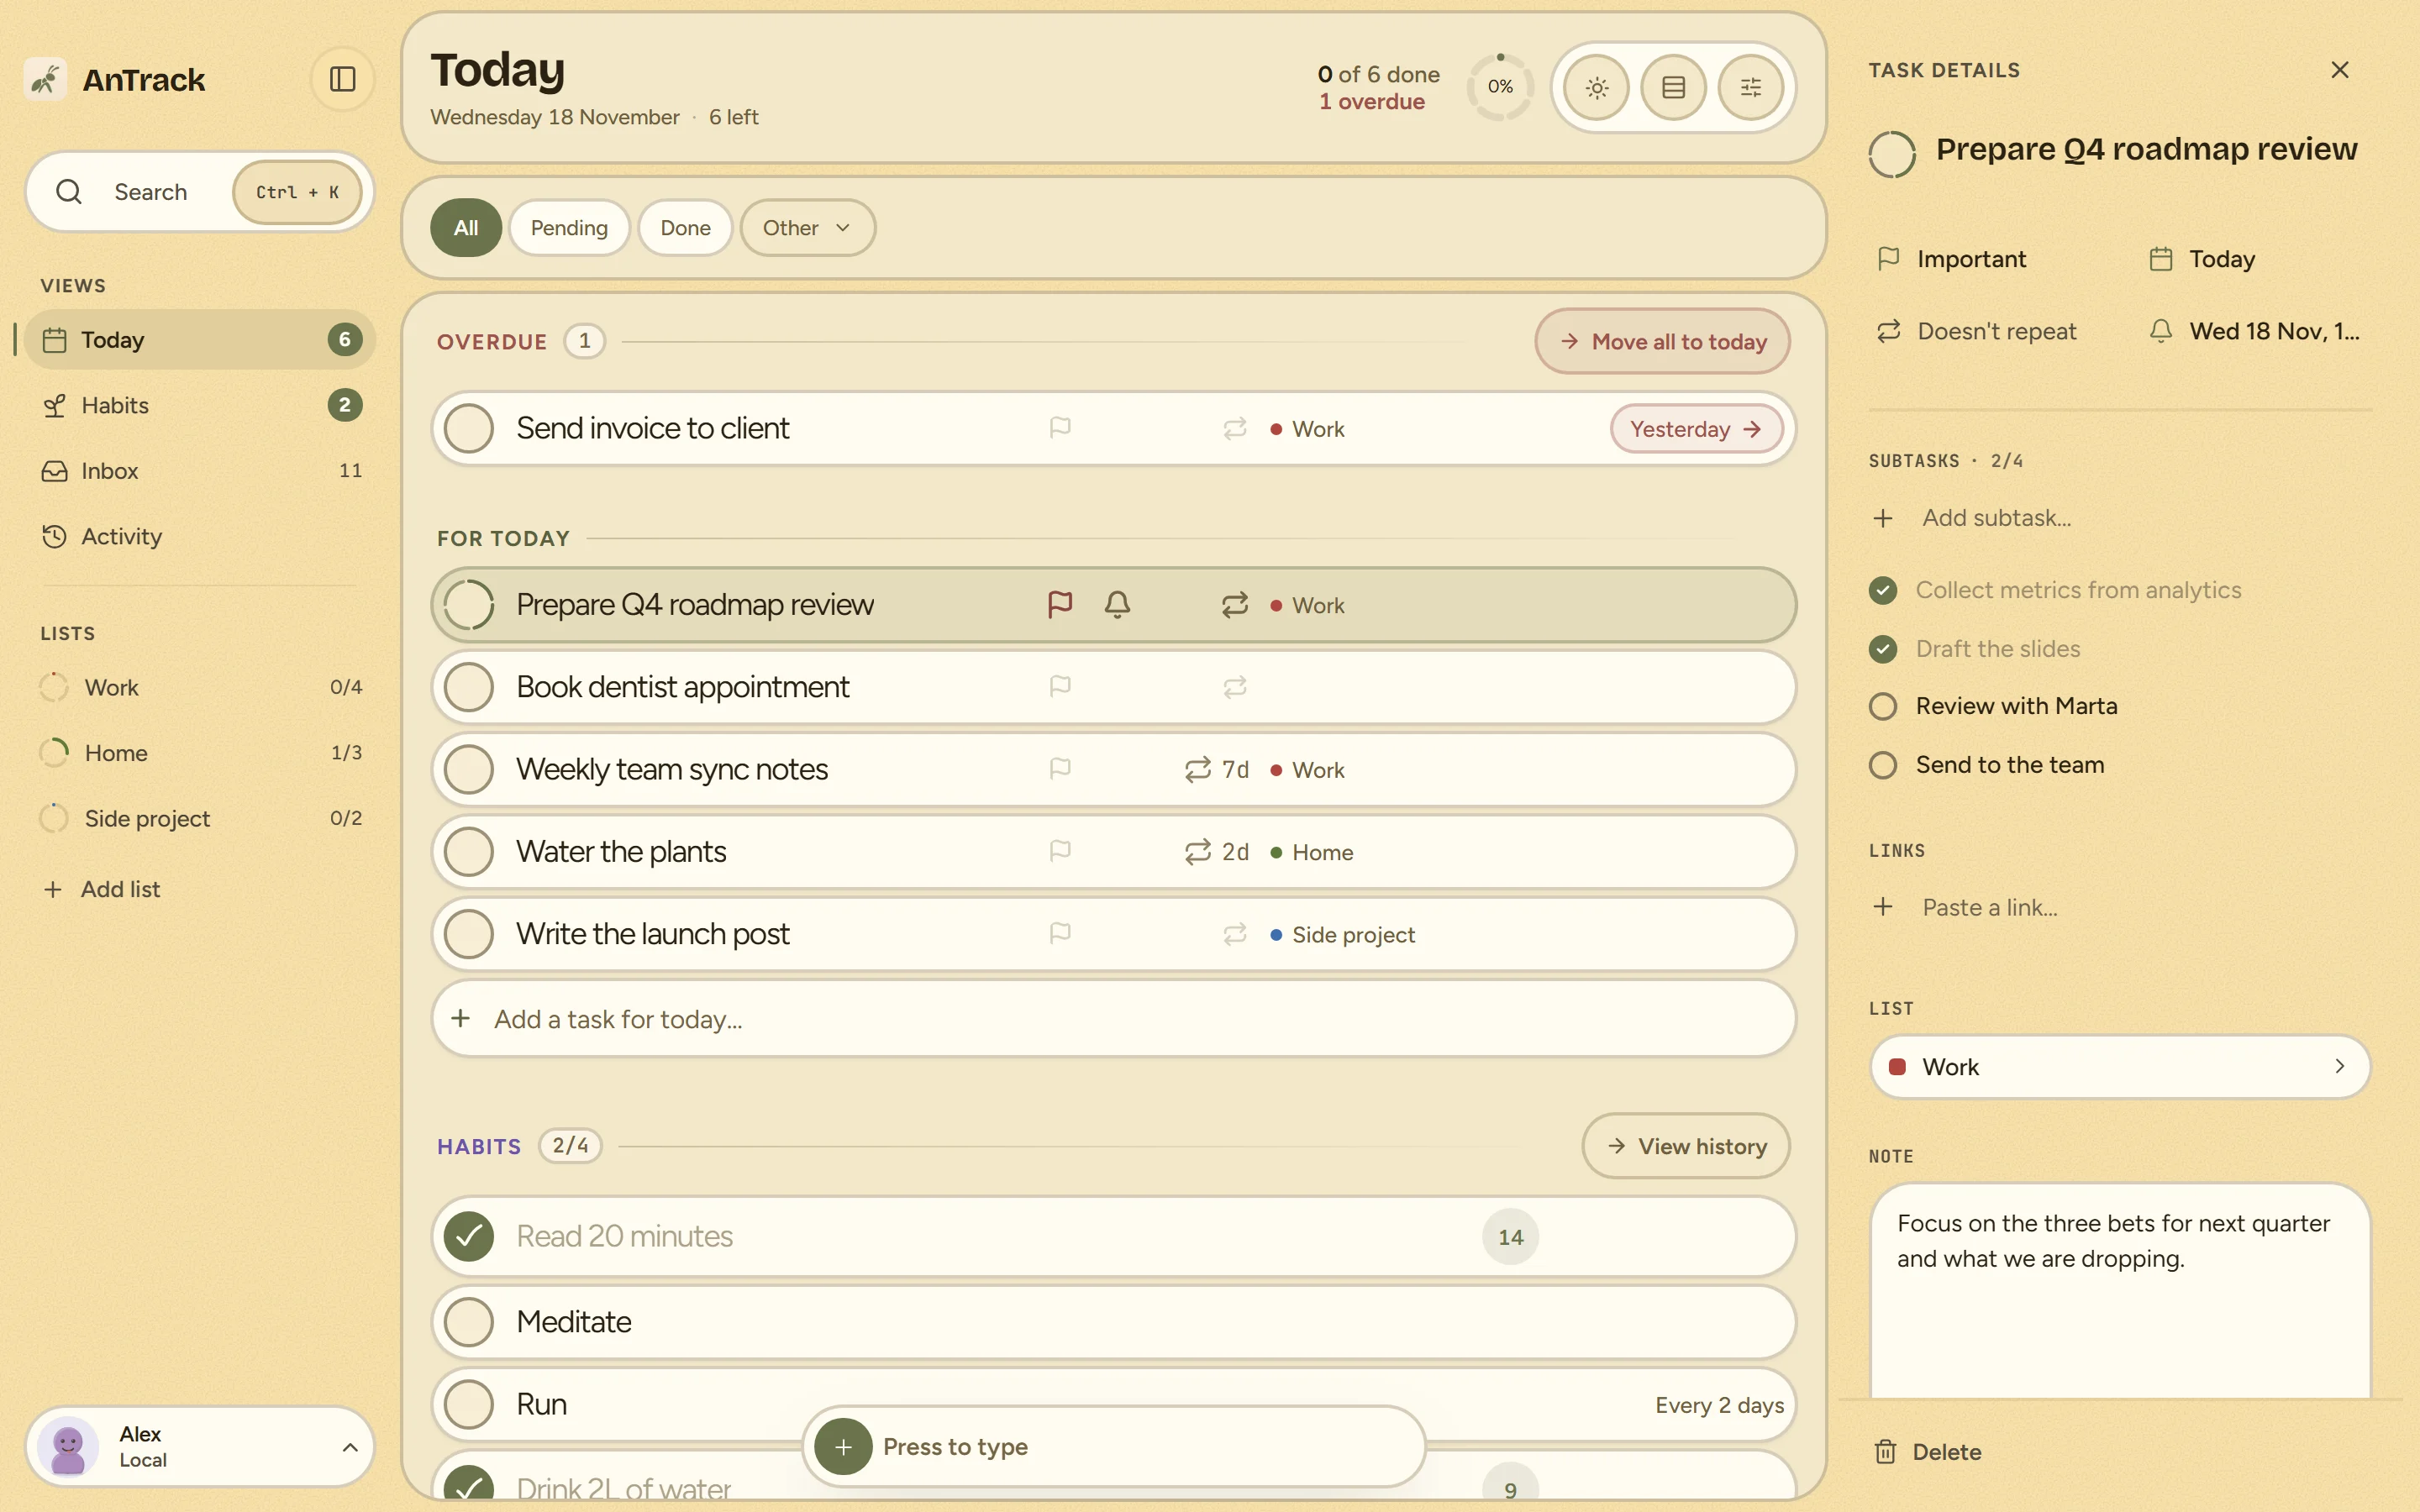 AnTrack
Search
Ctrl + K
VIEWS
Today 6
Habits 2
Inbox 11
Activity
LISTS
Work 0/4
Home 1/3
Side project 0/2
Add list
Alex
Local
Today
Wednesday 18 November · 6 left
0 of 6 done
1 overdue
0%
All
Pending
Done
Other
OVERDUE 1
Move all to today
Send invoice to client Work Yesterday
FOR TODAY
Prepare Q4 roadmap review Work
Book dentist appointment
Weekly team sync notes 7d Work
Water the plants 2d Home
Write the launch post Side project
Add a task for today...
HABITS 2/4
View history
Read 20 minutes 14
Meditate
Run Every 2 days
Drink 2L of water 9
Press to type
TASK DETAILS
Prepare Q4 roadmap review
Important
Today
Doesn't repeat
Wed 18 Nov, 1...
SUBTASKS · 2/4
Add subtask...
Collect metrics from analytics
Draft the slides
Review with Marta
Send to the team
LINKS
Paste a link...
LIST
Work
NOTE
Focus on the three bets for next quarter
and what we are dropping.
Delete